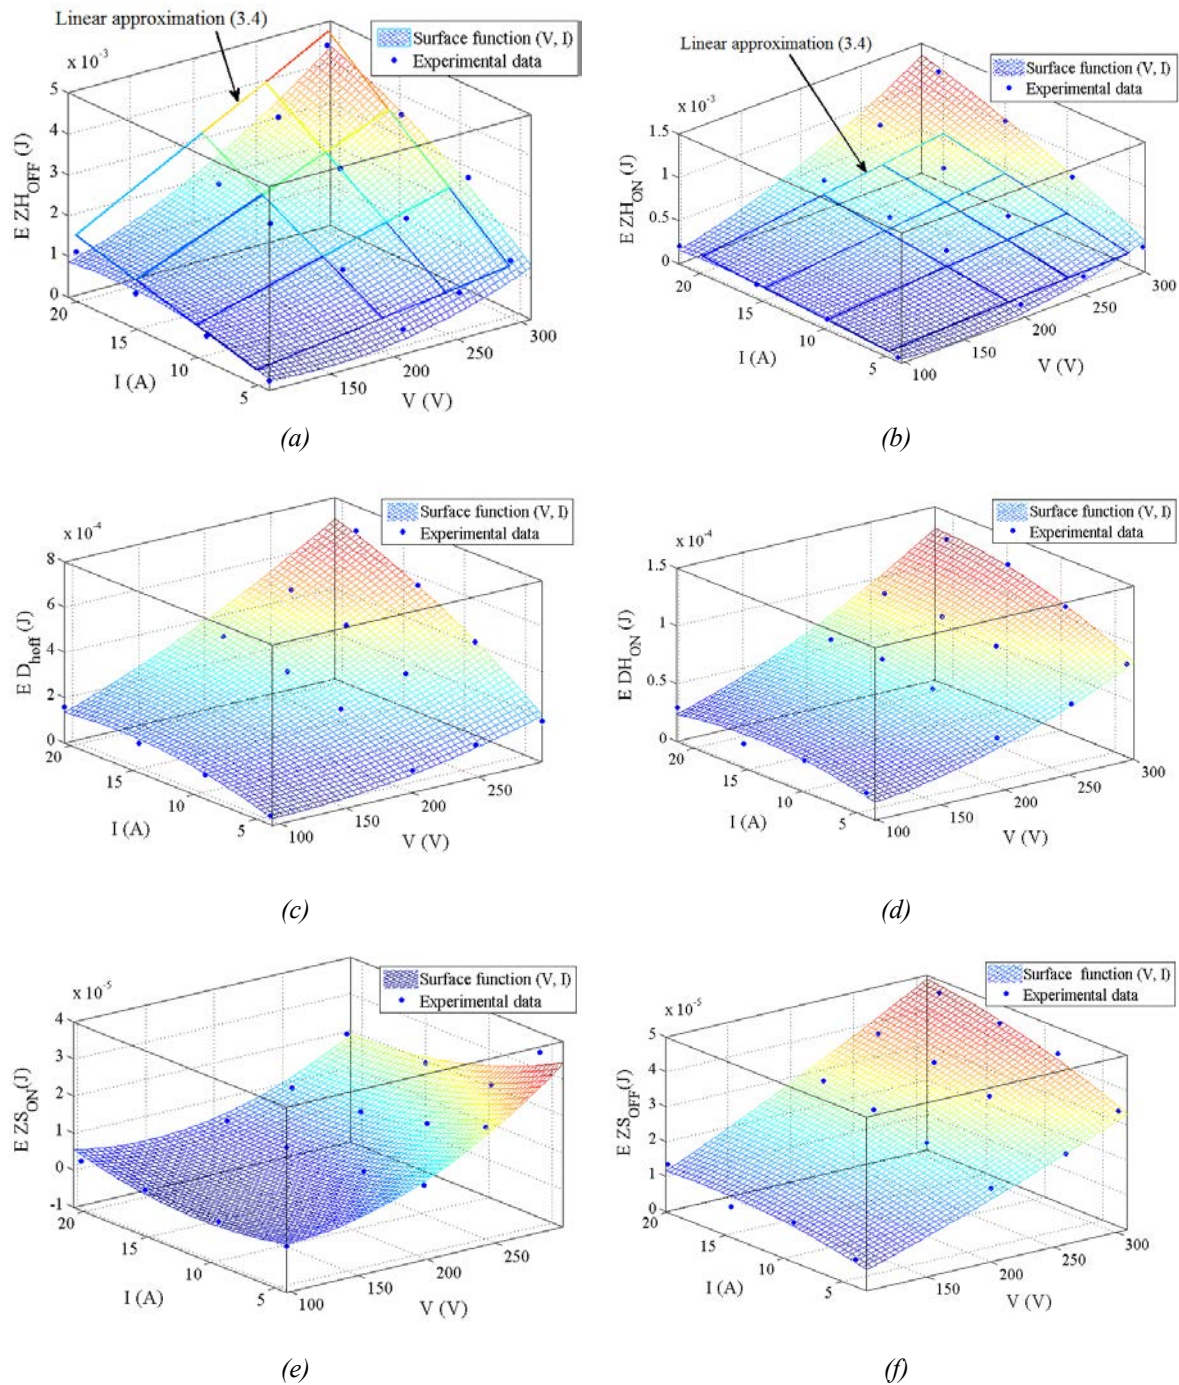 Linear approximation (3.4)
Surface function (V, I)
Experimental data
x 10⁻³
5
4
3
2
1
0
E ZH_OFF (J)
20
15
10
5
I (A)
150
200
250
300
V (V)
(a)
Linear approximation (3.4)
Surface function (V, I)
Experimental data
x 10⁻³
1.5
1
0.5
0
E ZH_ON (J)
20
15
10
5
I (A)
100
150
200
250
300
V (V)
(b)
Surface function (V, I)
Experimental data
x 10⁻⁴
8
6
4
2
0
E D_hoff (J)
20
15
10
5
I (A)
100
150
200
250
V (V)
(c)
Surface function (V, I)
Experimental data
x 10⁻⁴
1.5
1
0.5
0
E DH_ON (J)
20
15
10
5
I (A)
100
150
200
250
300
V (V)
(d)
Surface function (V, I)
Experimental data
x 10⁻⁵
4
3
2
1
0
-1
E ZS_ON(J)
20
15
10
5
I (A)
100
150
200
250
V (V)
(e)
Surface function (V, I)
Experimental data
x 10⁻⁵
5
4
3
2
1
0
E ZS_OFF(J)
20
15
10
5
I (A)
150
200
250
300
V (V)
(f)